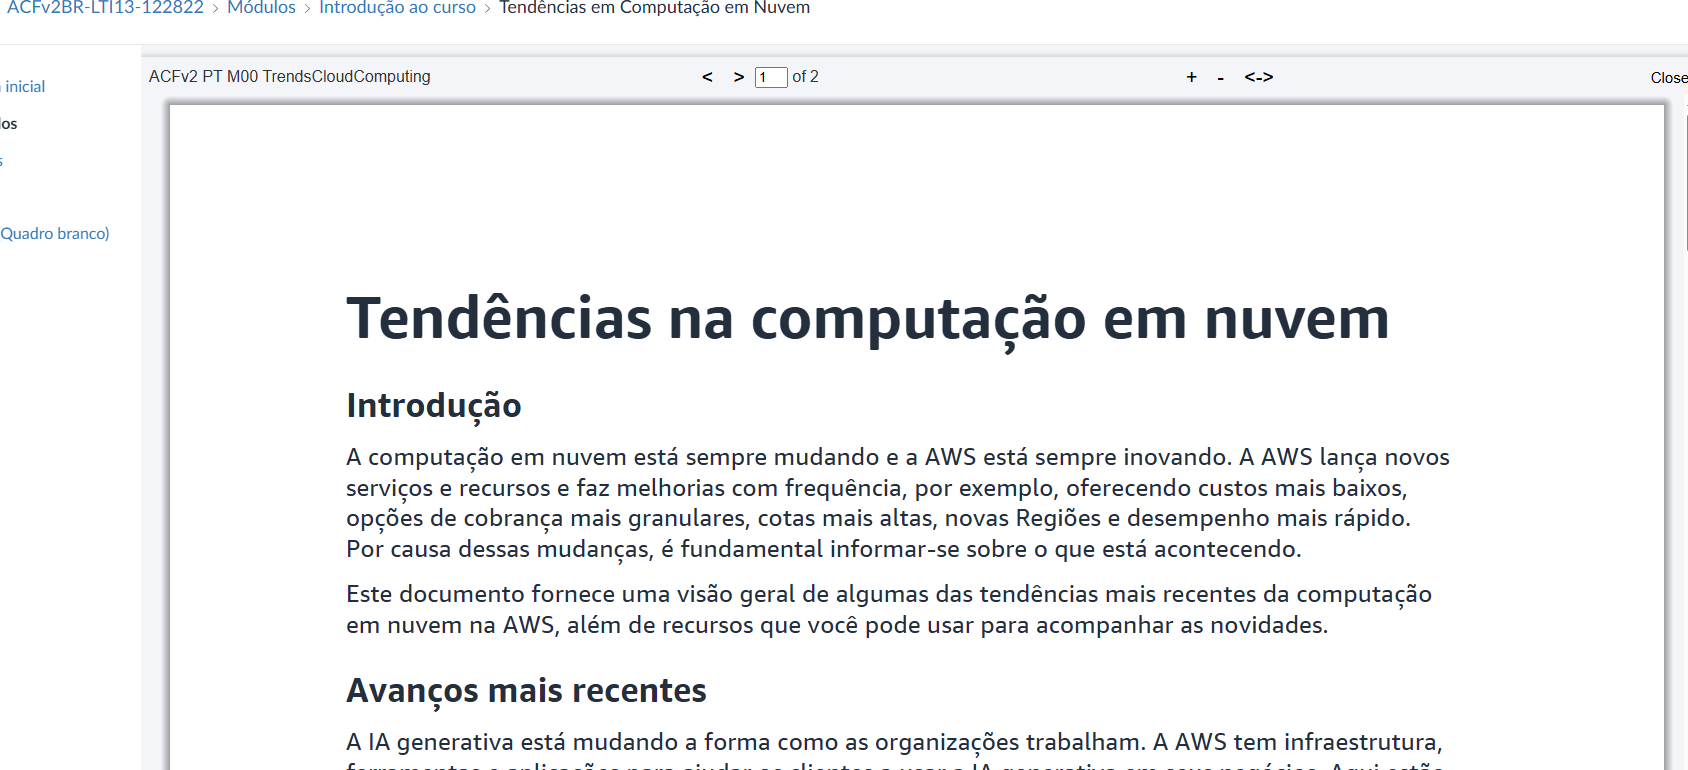 ACFv2BR-LTI13-122822 > Módulos > Introdução ao curso > Tendências em Computação em Nuvem
inicial
los
s
(Quadro branco)
ACFv2 PT M00 TrendsCloudComputing < > 1 of 2 + - <-> Close
Tendências na computação em nuvem
Introdução
A computação em nuvem está sempre mudando e a AWS está sempre inovando. A AWS lança novos
serviços e recursos e faz melhorias com frequência, por exemplo, oferecendo custos mais baixos,
opções de cobrança mais granulares, cotas mais altas, novas Regiões e desempenho mais rápido.
Por causa dessas mudanças, é fundamental informar-se sobre o que está acontecendo.
Este documento fornece uma visão geral de algumas das tendências mais recentes da computação
em nuvem na AWS, além de recursos que você pode usar para acompanhar as novidades.
Avanços mais recentes
A IA generativa está mudando a forma como as organizações trabalham. A AWS tem infraestrutura,